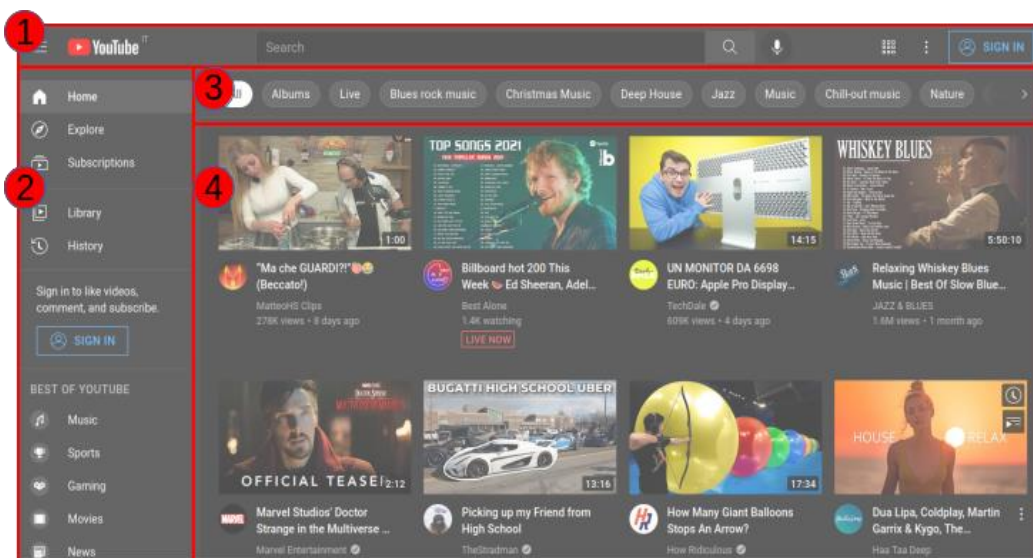 1
YouTube IT
Search
SIGN IN
2
Home
Explore
Subscriptions
Library
History
Sign in to like videos,
comment, and subscribe.
SIGN IN
BEST OF YOUTUBE
Music
Sports
Gaming
Movies
News
3
All
Albums
Live
Blues rock music
Christmas Music
Deep House
Jazz
Music
Chill-out music
Nature
4
1:00
"Ma che GUARDI?!"
(Beccato!)
MatteoHS Clips
278K views • 8 days ago
TOP SONGS 2021
Billboard hot 200 This
Week Ed Sheeran, Adel...
Best Alone
1.4K watching
LIVE NOW
14:15
UN MONITOR DA 6698
EURO: Apple Pro Display...
TechDale
609K views • 4 days ago
WHISKEY BLUES
5:50:10
Relaxing Whiskey Blues
Music | Best Of Slow Blue...
JAZZ & BLUES
1.6M views • 1 month ago
OFFICIAL TEASE
2:12
MARVEL
Marvel Studios' Doctor
Strange in the Multiverse ...
Marvel Entertainment
BUGATTI HIGH SCHOOL UBER
13:16
Picking up my Friend from
High School
TheStradman
17:34
How Many Giant Balloons
Stops An Arrow?
How Ridiculous
HOUSE RELAX
Dua Lipa, Coldplay, Martin
Garrix & Kygo, The...
Haa Taa Deep